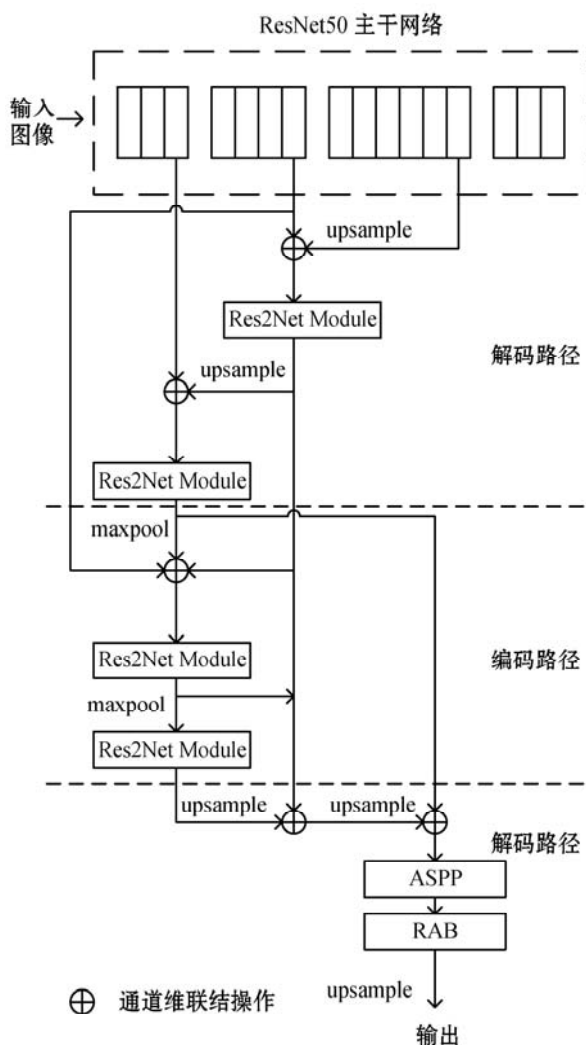 ResNet50 主干网络
输入
图像
upsample
Res2Net Module
解码路径
upsample
Res2Net Module
maxpool
Res2Net Module
编码路径
maxpool
Res2Net Module
upsample
upsample
解码路径
ASPP
RAB
通道维联结操作
upsample
输出